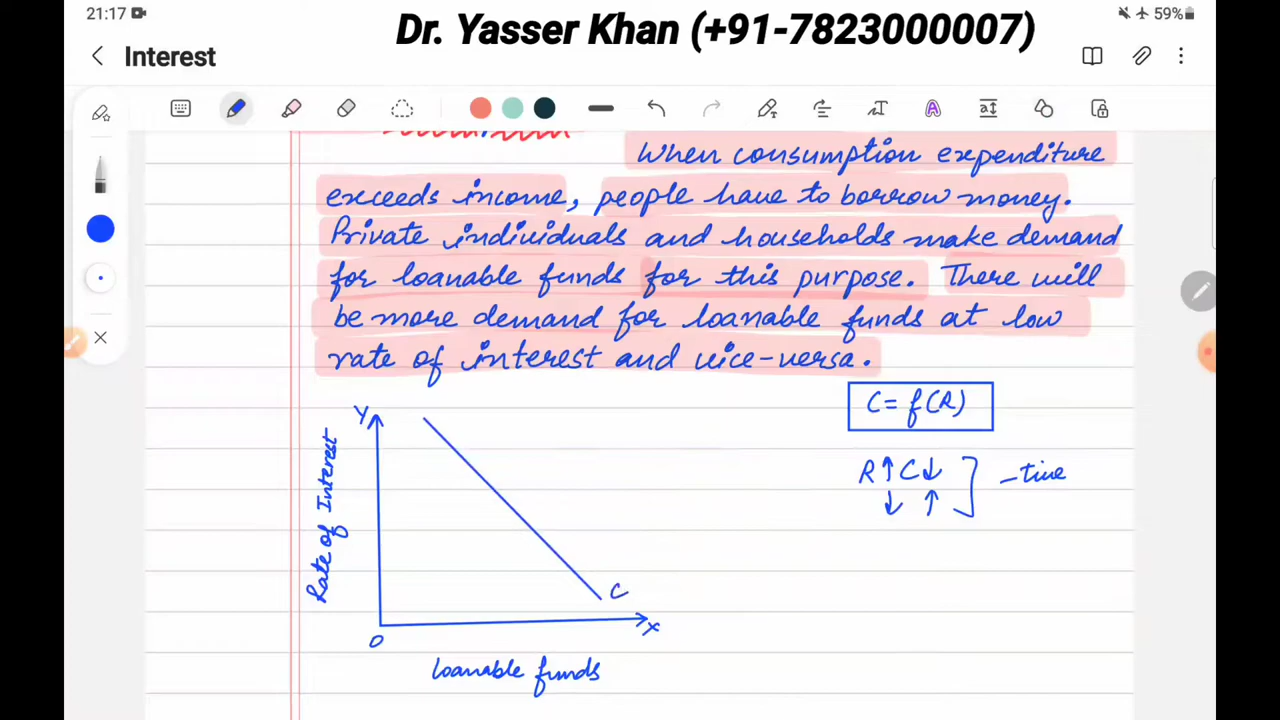 21:17
Dr. Yasser Khan (+91-7823000007)
59%
Interest
When consumption expenditure
exceeds income, people have to borrow money.
Private individuals and households make demand
for loanable funds for this purpose. There will
be more demand for loanable funds at low
rate of interest and vice-versa.
C = f(R)
R↑ C↓
↓ ↑
-tive
Y
Rate of Interest
C
O
X
loanable funds